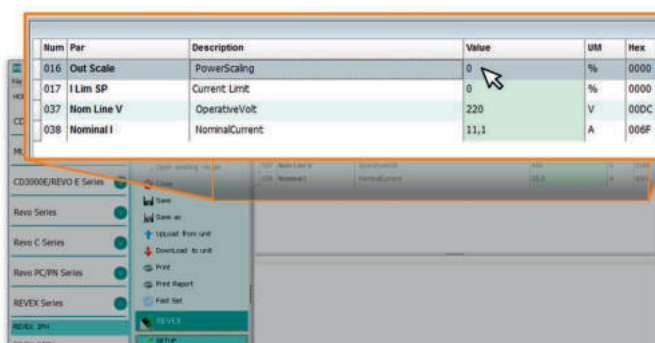 Num Par Description Value UM Hex
016 Out Scale PowerScaling 0 % 0000
017 I Lim SP Current Limit 0 % 0000
037 Nom Line V OperativeVolt 220 V 00DC
038 Nominal I NominalCurrent 11,1 A 006F
CD3000E/REVO E Series
Revo Series
Revo C Series
Revo PC/PN Series
REVEX Series
Close
Save
Save as
UpLoad from unit
DownLoad to unit
Print
Print Report
Fast Set
REVEX
SETUP